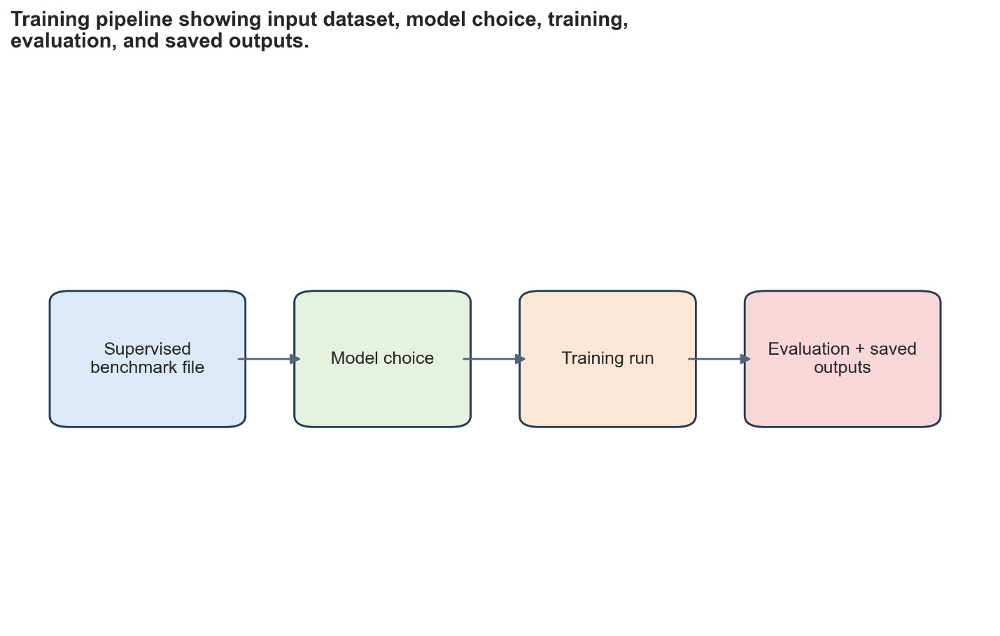 Training pipeline showing input dataset, model choice, training,
evaluation, and saved outputs.
Supervised
benchmark file
Model choice
Training run
Evaluation + saved
outputs